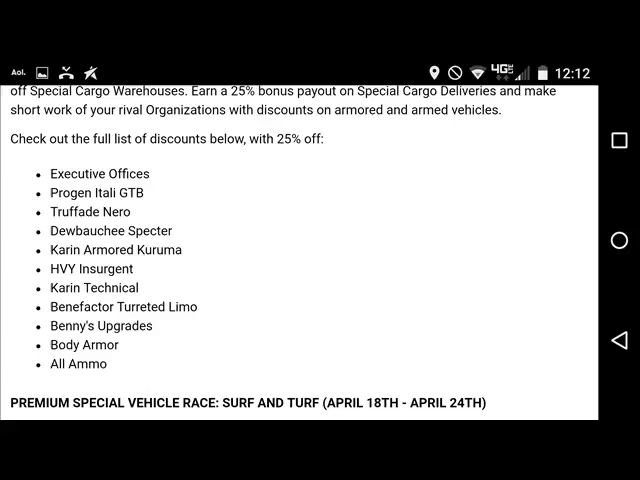 Aol.
4G LTE
12:12
off Special Cargo Warehouses. Earn a 25% bonus payout on Special Cargo Deliveries and make
short work of your rival Organizations with discounts on armored and armed vehicles.
Check out the full list of discounts below, with 25% off:
• Executive Offices
• Progen Itali GTB
• Truffade Nero
• Dewbauchee Specter
• Karin Armored Kuruma
• HVY Insurgent
• Karin Technical
• Benefactor Turreted Limo
• Benny's Upgrades
• Body Armor
• All Ammo
PREMIUM SPECIAL VEHICLE RACE: SURF AND TURF (APRIL 18TH - APRIL 24TH)